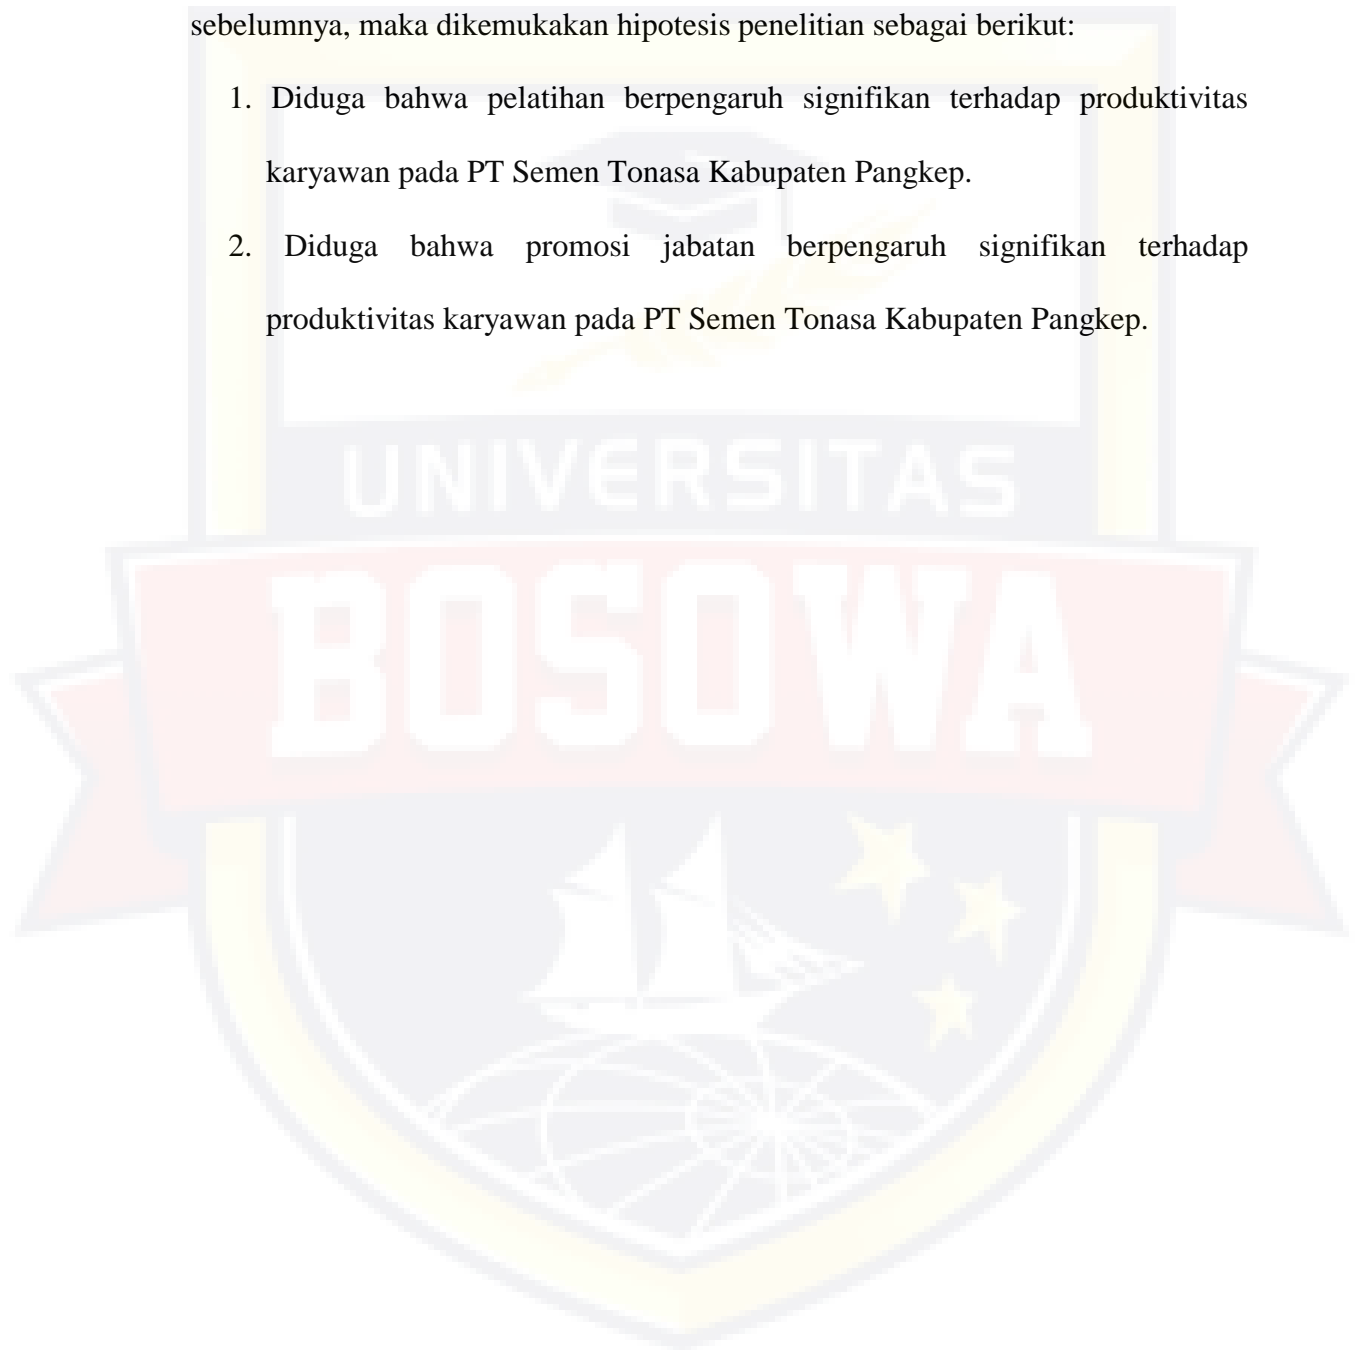 sebelumnya, maka dikemukakan hipotesis penelitian sebagai berikut:
1. Diduga bahwa pelatihan berpengaruh signifikan terhadap produktivitas
karyawan pada PT Semen Tonasa Kabupaten Pangkep.
2. Diduga bahwa promosi jabatan berpengaruh signifikan terhadap
produktivitas karyawan pada PT Semen Tonasa Kabupaten Pangkep.
UNIVERSITAS
BOSOWA